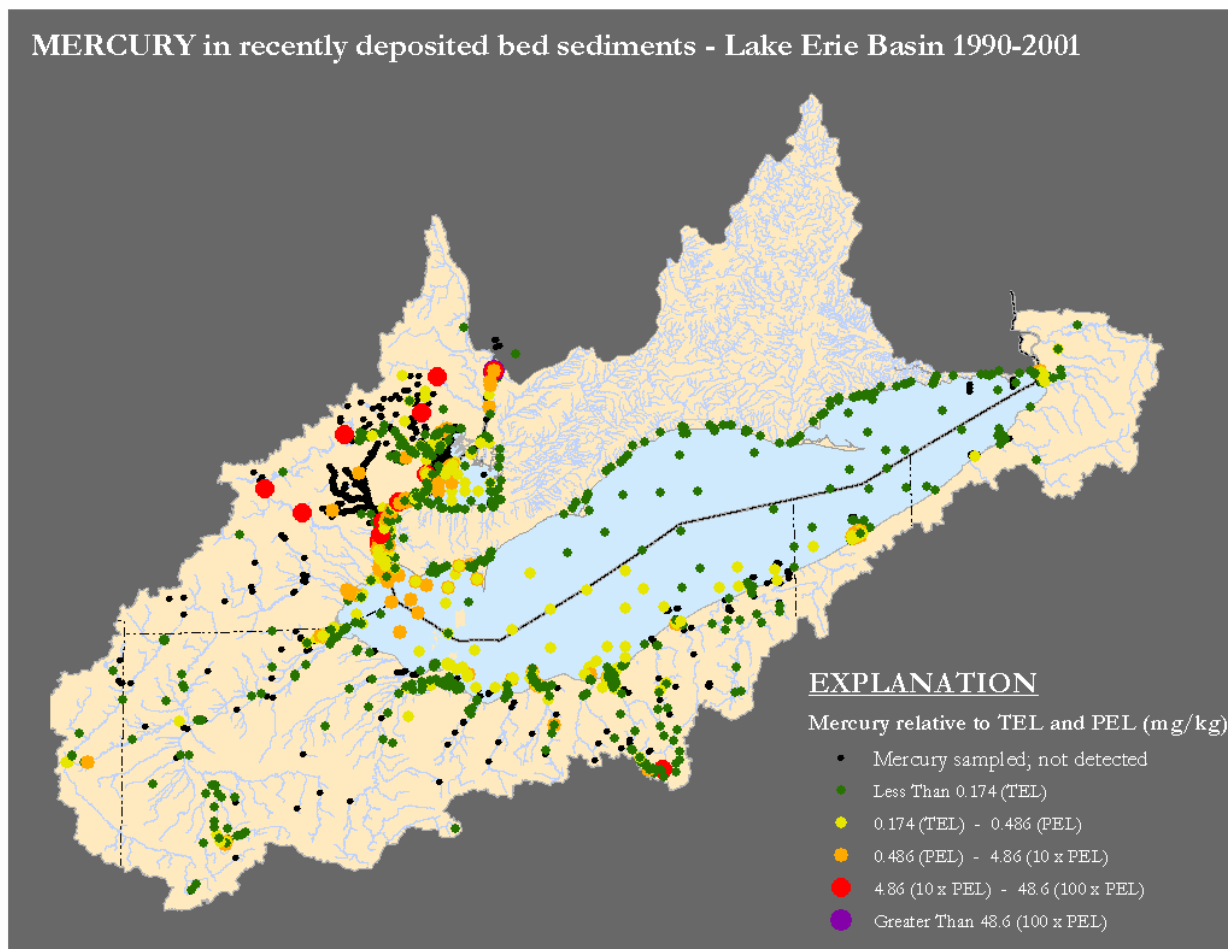 MERCURY in recently deposited bed sediments - Lake Erie Basin 1990-2001
EXPLANATION
Mercury relative to TEL and PEL (mg/kg)
Mercury sampled; not detected
Less Than 0.174 (TEL)
0.174 (TEL) - 0.486 (PEL)
0.486 (PEL) - 4.86 (10 x PEL)
4.86 (10 x PEL) - 48.6 (100 x PEL)
Greater Than 48.6 (100 x PEL)